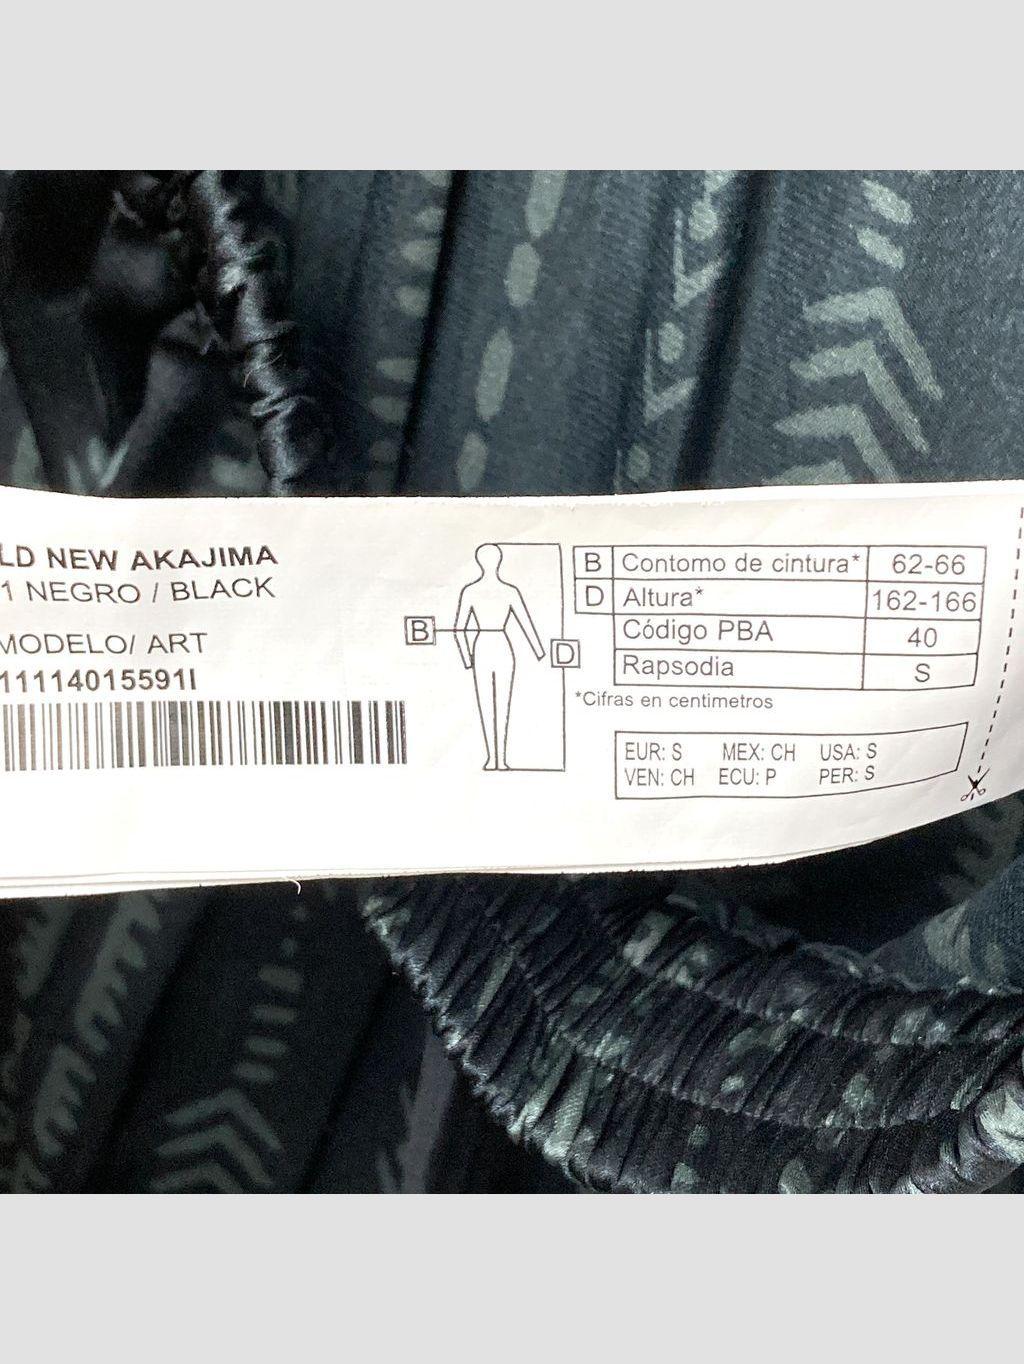 LD NEW AKAJIMA
1 NEGRO / BLACK
MODELO/ ART
11114015591I
B
D
B Contorno de cintura* 62-66
D Altura* 162-166
Código PBA 40
Rapsodia S
*Cifras en centimetros
EUR: S MEX: CH USA: S
VEN: CH ECU: P PER: S